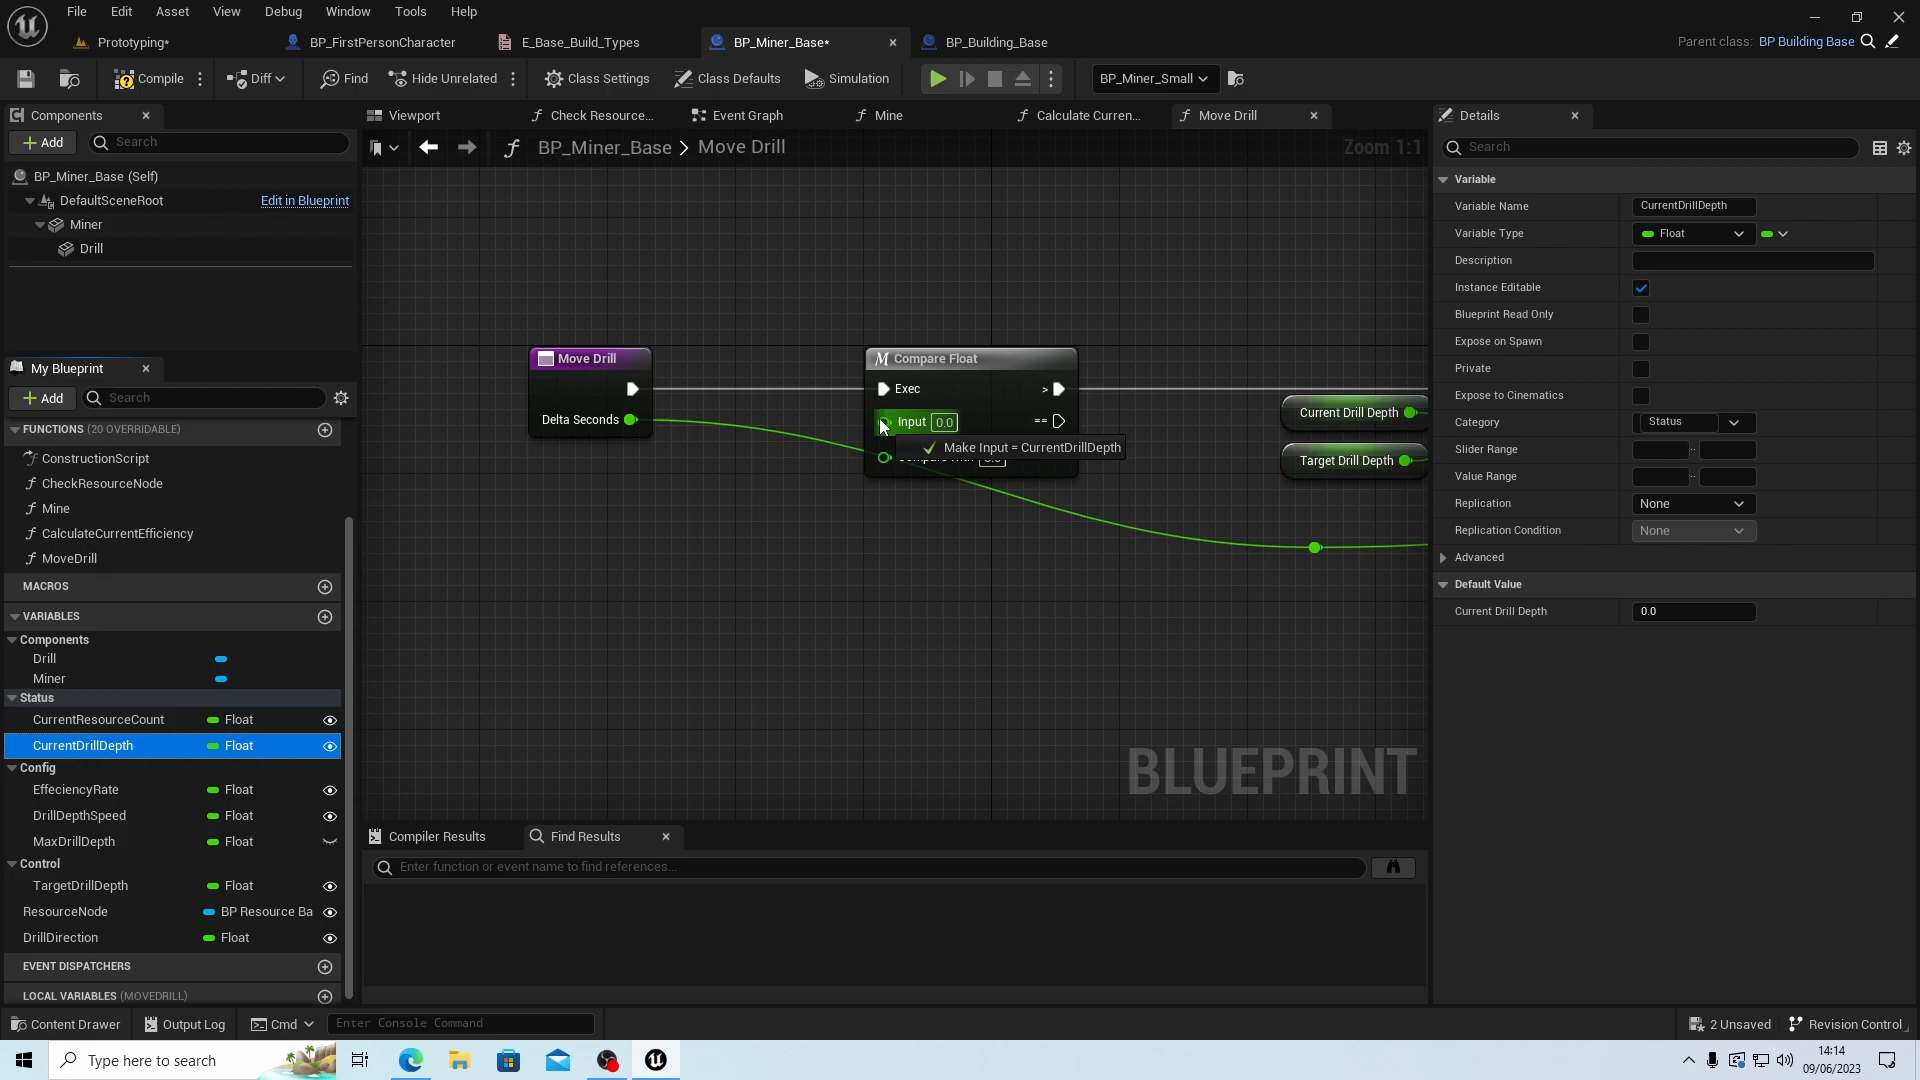 File Edit Asset View Debug Window Tools Help
Prototyping* BP_FirstPersonCharacter E_Base_Build_Types BP_Miner_Base* BP_Building_Base Parent class: BP Building Base
Compile Diff Find Hide Unrelated Class Settings Class Defaults Simulation BP_Miner_Small
Components
Add Search
BP_Miner_Base (Self)
DefaultSceneRoot Edit in Blueprint
Miner
Drill
My Blueprint
Add Search
FUNCTIONS (20 OVERRIDABLE)
ConstructionScript
CheckResourceNode
Mine
CalculateCurrentEfficiency
MoveDrill
MACROS
VARIABLES
Components
Drill
Miner
Status
CurrentResourceCount Float
CurrentDrillDepth Float
Config
EffeciencyRate Float
DrillDepthSpeed Float
MaxDrillDepth Float
Control
TargetDrillDepth Float
ResourceNode BP Resource Ba
DrillDirection Float
EVENT DISPATCHERS
LOCAL VARIABLES (MOVEDRILL)
Viewport Check Resource... Event Graph Mine Calculate Curren... Move Drill
BP_Miner_Base > Move Drill Zoom 1:1
Move Drill
Delta Seconds
Compare Float
Exec >
Input 0.0 ==
Make Input = CurrentDrillDepth
Current Drill Depth
Target Drill Depth
BLUEPRINT
Compiler Results Find Results
Enter function or event name to find references...
Details
Search
Variable
Variable Name CurrentDrillDepth
Variable Type Float
Description
Instance Editable
Blueprint Read Only
Expose on Spawn
Private
Expose to Cinematics
Category Status
Slider Range
Value Range
Replication None
Replication Condition None
Advanced
Default Value
Current Drill Depth 0.0
Content Drawer Output Log Cmd Enter Console Command 2 Unsaved Revision Control
Type here to search 14:14
09/06/2023